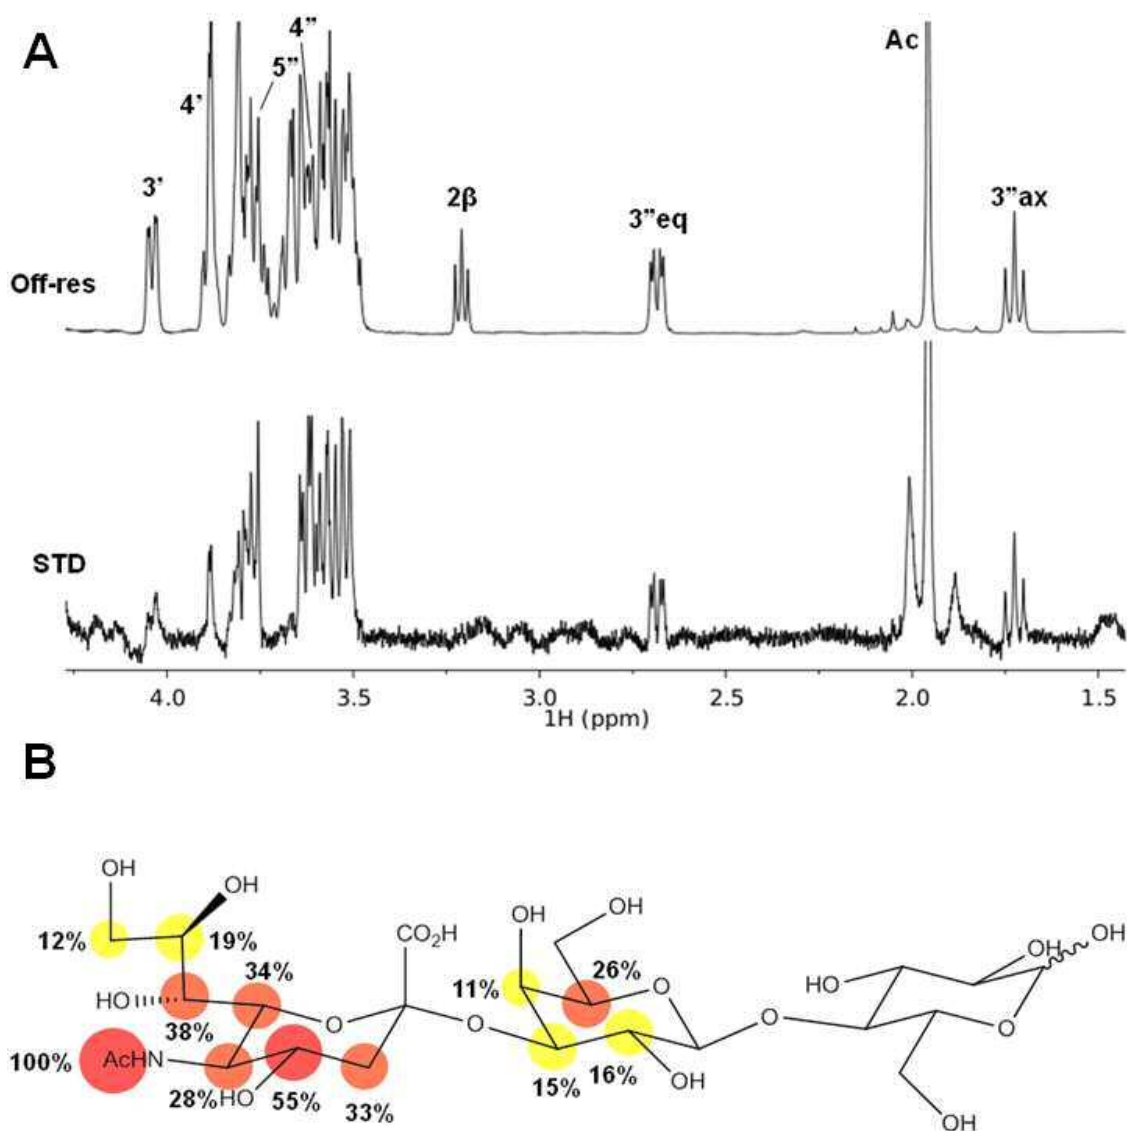 A
4”
Ac
5”
4’
3’
2β
3”eq
3”ax
Off-res
STD
4.0 3.5 3.0 2.5 2.0 1.5
1H (ppm)
B
OH
OH
OH
OH
CO₂H
OH
OH
12%
19%
34%
11%
26%
HO
HO
O
O
O
O
O
38%
100%
AcHN
28%
HO
55%
33%
15%
16%
OH
OH